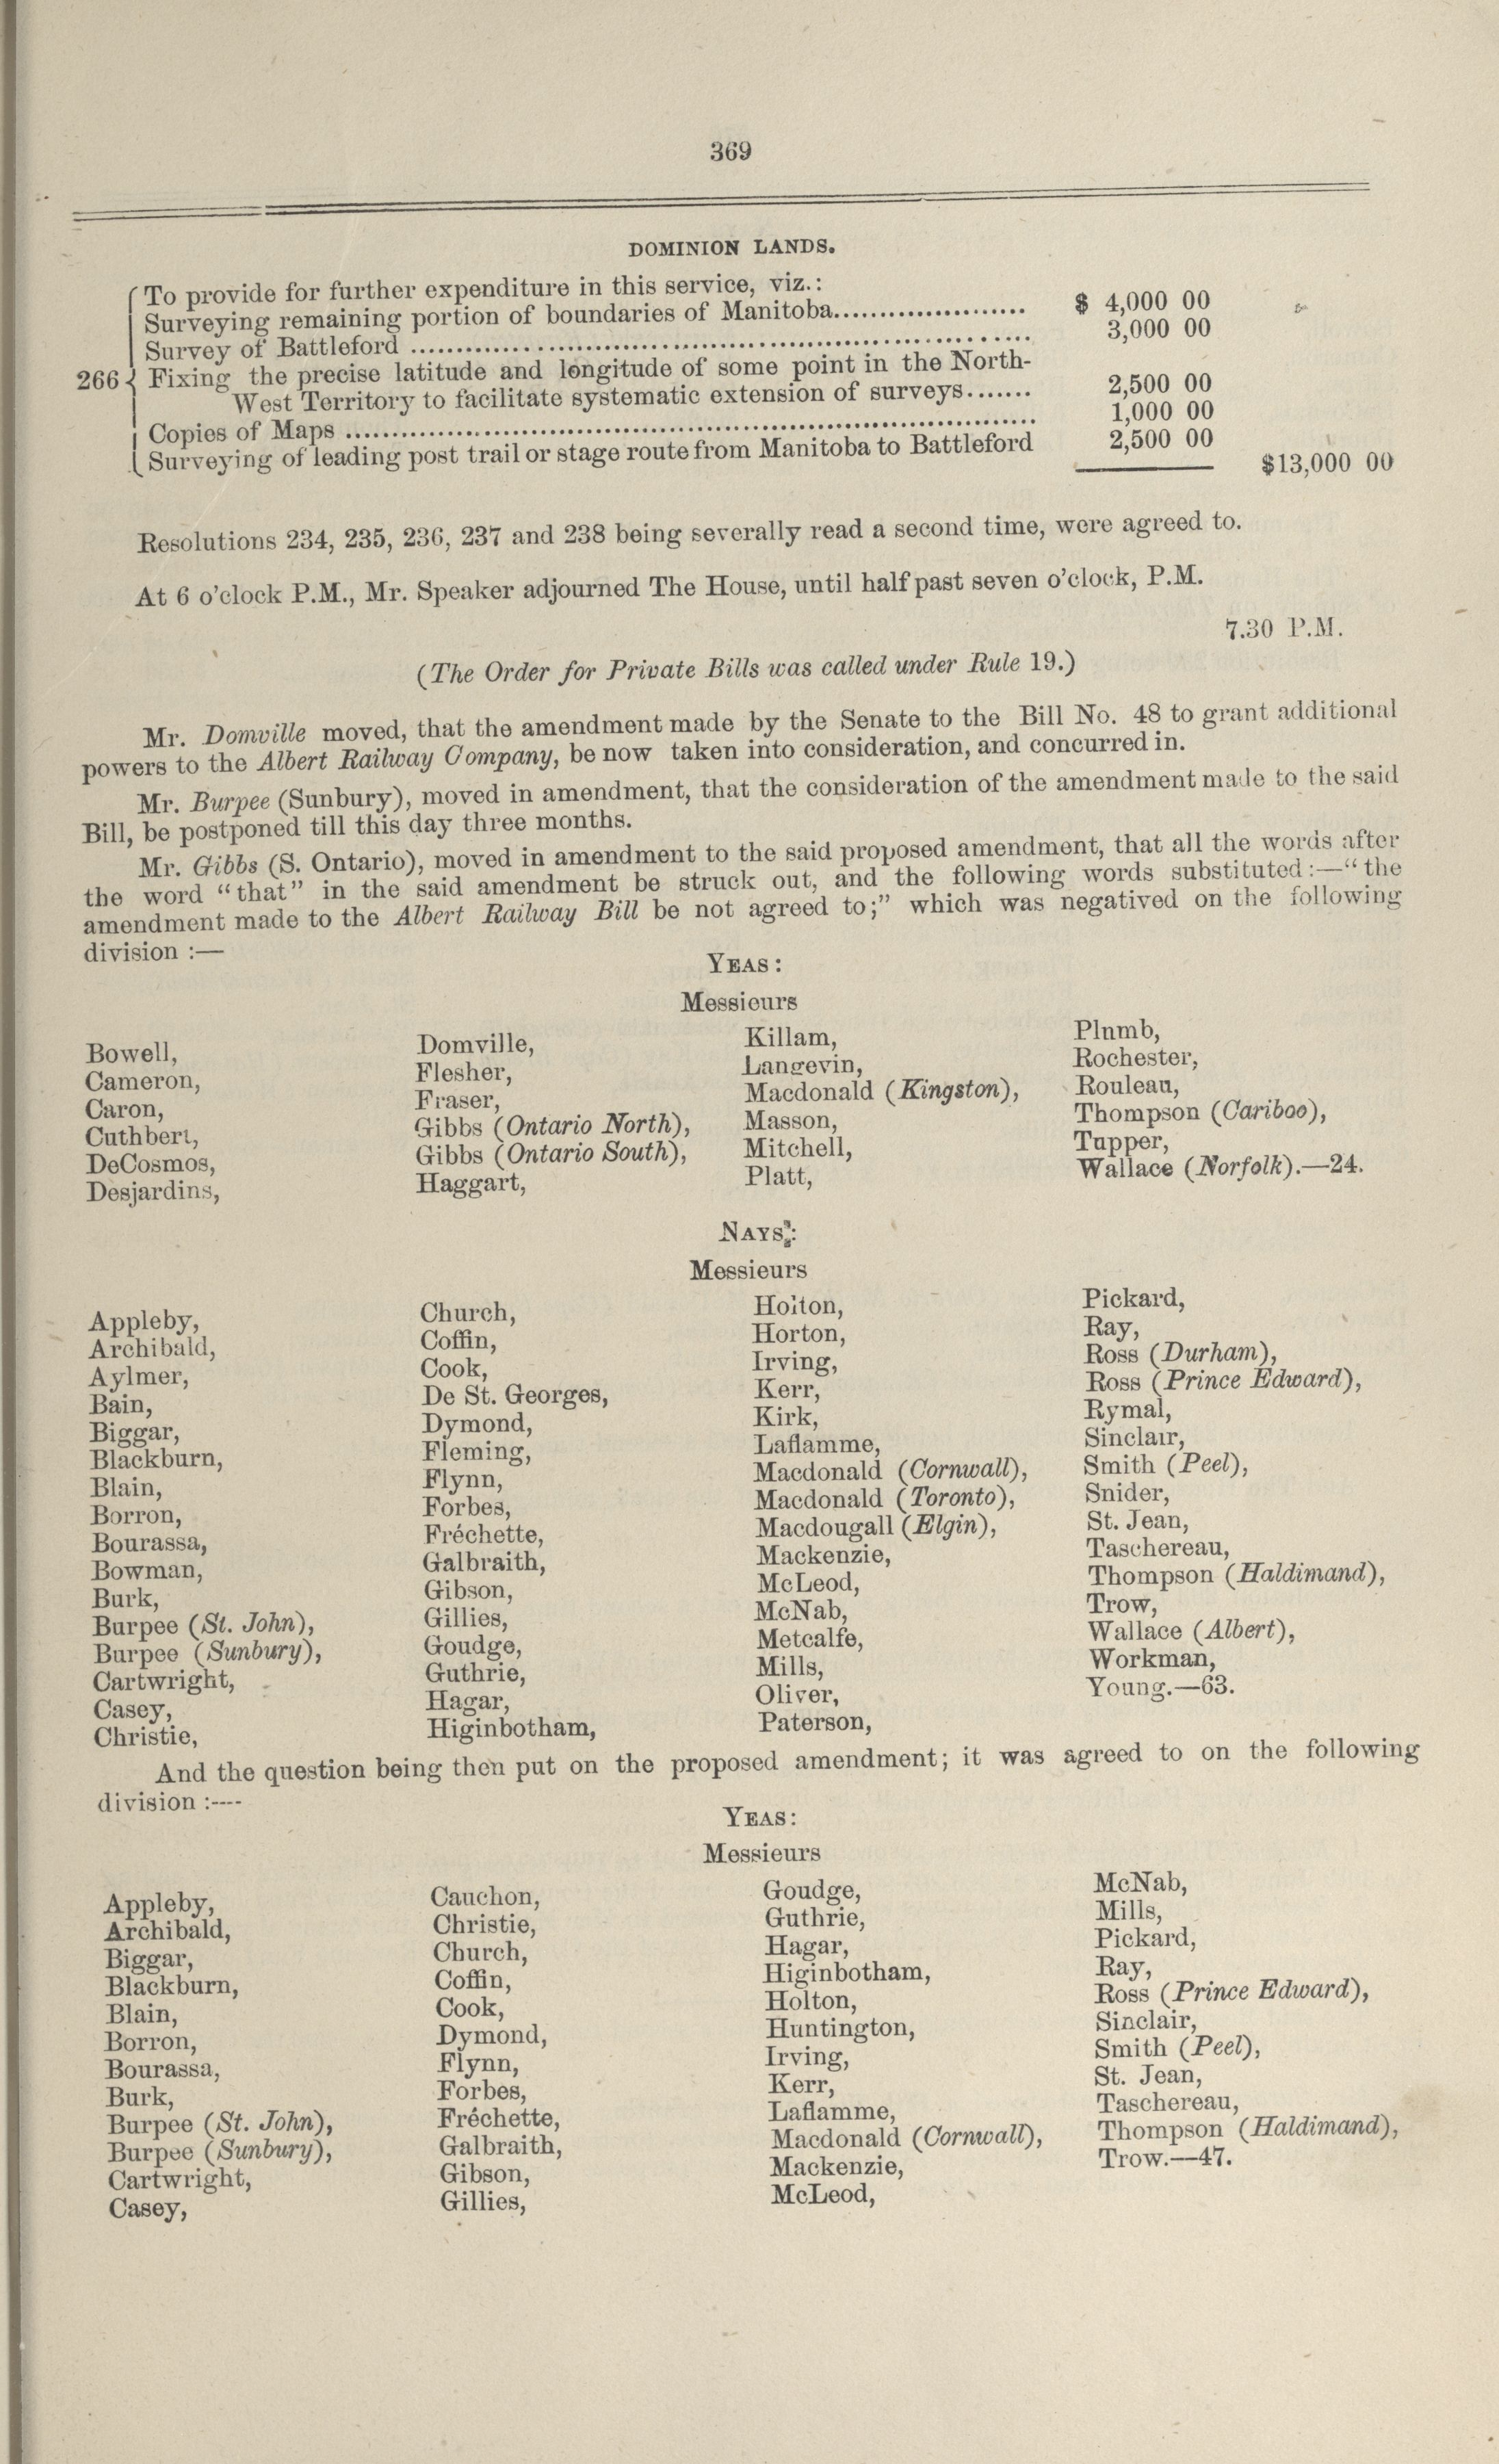 369
DOMINION LANDS.
To provide for further expenditure in this service, viz.:
Surveying remaining portion of boundaries of Manitoba..................... $ 4,000 00
Survey of Battleford .................................................................... 3,000 00
266 Fixing the precise latitude and longitude of some point in the North-
West Territory to facilitate systematic extension of surveys....... 2,500 00
Copies of Maps ........................................................................... 1,000 00
Surveying of leading post trail or stage route from Manitoba to Battleford 2,500 00
$13,000 00
Resolutions 234, 235, 236, 237 and 238 being severally read a second time, were agreed to.
At 6 o'clock P.M., Mr. Speaker adjourned The House, until half past seven o'clock, P.M.
7.30 P.M.
(The Order for Private Bills was called under Rule 19.)
Mr. Domville moved, that the amendment made by the Senate to the Bill No. 48 to grant additional
powers to the Albert Railway Company, be now taken into consideration, and concurred in.
Mr. Burpee (Sunbury), moved in amendment, that the consideration of the amendment made to the said
Bill, be postponed till this day three months.
Mr. Gibbs (S. Ontario), moved in amendment to the said proposed amendment, that all the words after
the word "that" in the said amendment be struck out, and the following words substituted:—"the
amendment made to the Albert Railway Bill be not agreed to;" which was negatived on the following
division :—
YEAS:
Messieurs
Bowell, Domville, Killam, Plumb,
Cameron, Flesher, Langevin, Rochester,
Caron, Fraser, Macdonald (Kingston), Rouleau,
Cuthbert, Gibbs (Ontario North), Masson, Thompson (Cariboo),
DeCosmos, Gibbs (Ontario South), Mitchell, Tupper,
Desjardins, Haggart, Platt, Wallace (Norfolk).—24.
NAYS:
Messieurs
Appleby, Church, Holton, Pickard,
Archibald, Coffin, Horton, Ray,
Aylmer, Cook, Irving, Ross (Durham),
Bain, De St. Georges, Kerr, Ross (Prince Edward),
Biggar, Dymond, Kirk, Rymal,
Blackburn, Fleming, Laflamme, Sinclair,
Blain, Flynn, Macdonald (Cornwall), Smith (Peel),
Borron, Forbes, Macdonald (Toronto), Snider,
Bourassa, Fréchette, Macdougall (Elgin), St. Jean,
Bowman, Galbraith, Mackenzie, Taschereau,
Burk, Gibson, McLeod, Thompson (Haldimand),
Burpee (St. John), Gillies, McNab, Trow,
Burpee (Sunbury), Goudge, Metcalfe, Wallace (Albert),
Cartwright, Guthrie, Mills, Workman,
Casey, Hagar, Oliver, Young.—63.
Christie, Higinbotham, Paterson,
And the question being then put on the proposed amendment; it was agreed to on the following
division :----
YEAS:
Messieurs
Appleby, Cauchon, Goudge, McNab,
Archibald, Christie, Guthrie, Mills,
Biggar, Church, Hagar, Pickard,
Blackburn, Coffin, Higinbotham, Ray,
Blain, Cook, Holton, Ross (Prince Edward),
Borron, Dymond, Huntington, Sinclair,
Bourassa, Flynn, Irving, Smith (Peel),
Burk, Forbes, Kerr, St. Jean,
Burpee (St. John), Fréchette, Laflamme, Taschereau,
Burpee (Sunbury), Galbraith, Macdonald (Cornwall), Thompson (Haldimand),
Cartwright, Gibson, Mackenzie, Trow.—47.
Casey, Gillies, McLeod,